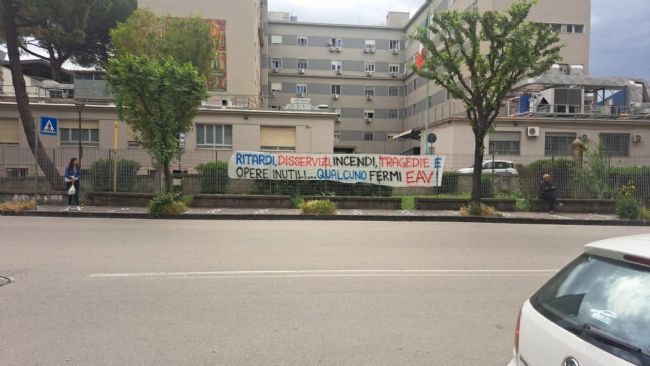 RITARDI, DISSERVIZI, INCENDI, TRAGEDIE E
OPERE INUTILI... QUALCUNO FERMI EAV